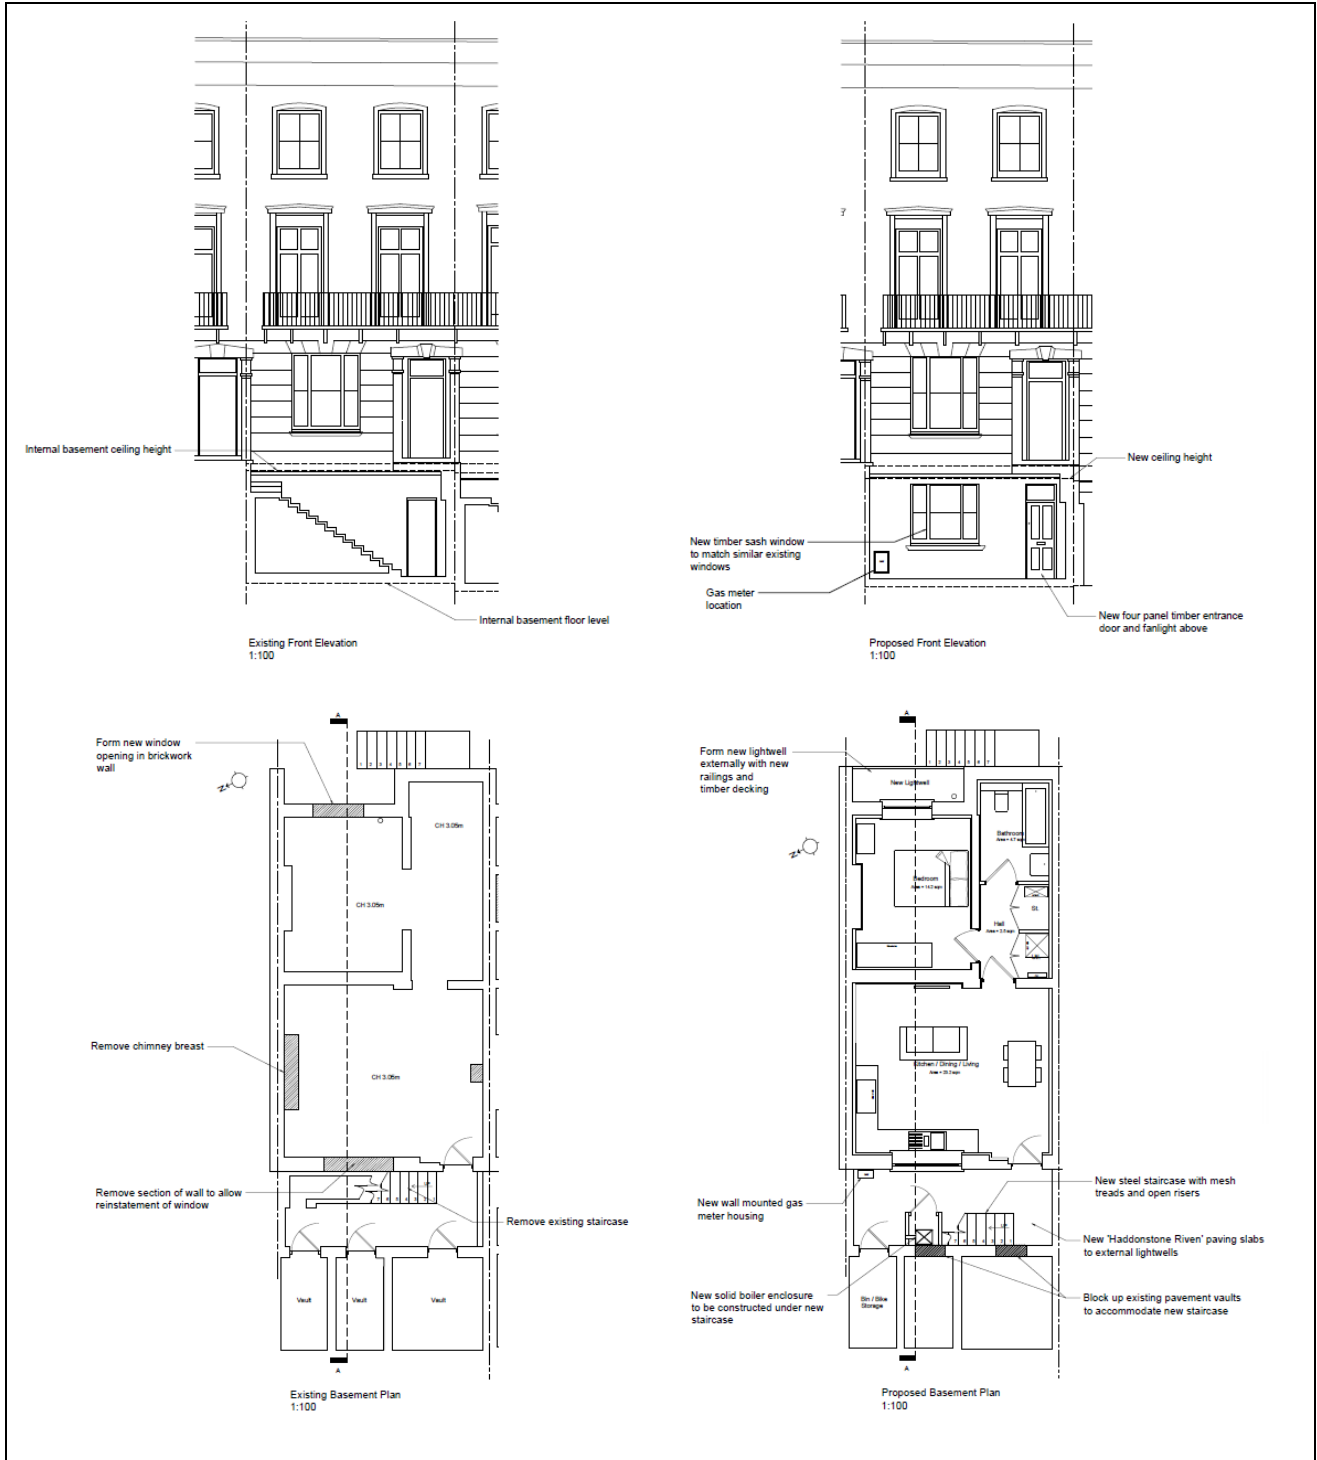 Internal basement ceiling height
Internal basement floor level
Existing Front Elevation
1:100
New ceiling height
New timber sash window
to match similar existing
windows
Gas meter
location
New four panel timber entrance
door and fanlight above
Proposed Front Elevation
1:100
A
Form new window
opening in brickwork
wall
N
CH 3.05m
CH 3.05m
Remove chimney breast
CH 3.05m
Remove section of wall to allow
reinstatement of window
UP
Remove existing staircase
Vault
Vault
Vault
A
Existing Basement Plan
1:100
A
Form new lightwell
externally with new
railings and
timber decking
New Lightwell
N
Bathroom
Bedroom
St.
Hall
Kitchen / Dining / Living
New wall mounted gas
meter housing
New steel staircase with mesh
treads and open risers
UP
New 'Haddonstone Riven' paving slabs
to external lightwells
New solid boiler enclosure
to be constructed under new
staircase
Bin / Bike
Storage
Block up existing pavement vaults
to accommodate new staircase
A
Proposed Basement Plan
1:100